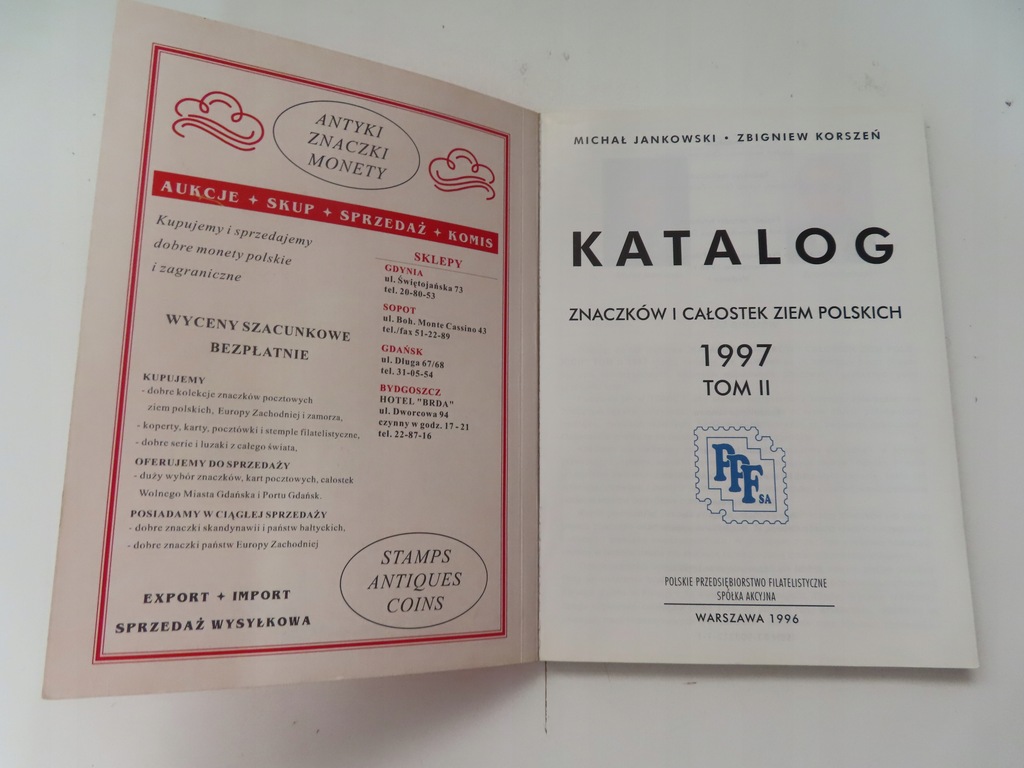 ANTYKI
ZNACZKI
MONETY
AUKCJE + SKUP + SPRZEDAŻ + KOMIS
Kupujemy i sprzedajemy
dobre monety polskie
i zagraniczne
WYCENY SZACUNKOWE
BEZPŁATNIE
KUPUJEMY
- dobre kolekcje znaczków pocztowych
ziem polskich, Europy Zachodniej i zamorza,
- koperty, karty, pocztówki i stemple filatelistyczne,
- dobre serie i luzaki z całego świata,
OFERUJEMY DO SPRZEDAŻY
- duży wybór znaczków, kart pocztowych, całostek
Wolnego Miasta Gdańska i Portu Gdańsk.
POSIADAMY W CIĄGŁEJ SPRZEDAŻY
- dobre znaczki skandynawii i państw bałtyckich,
- dobre znaczki państw Europy Zachodniej
EXPORT + IMPORT
SPRZEDAŻ WYSYŁKOWA
SKLEPY
GDYNIA
ul. Świętojańska 73
tel. 20-80-53
SOPOT
ul. Boh. Monte Cassino 43
tel./fax 51-22-89
GDAŃSK
ul. Długa 67/68
tel. 31-05-54
BYDGOSZCZ
HOTEL "BRDA"
ul. Dworcowa 94
czynny w godz. 17 - 21
tel. 22-87-16
STAMPS
ANTIQUES
COINS
MICHAŁ JANKOWSKI • ZBIGNIEW KORSZEŃ
KATALOG
ZNACZKÓW I CAŁOSTEK ZIEM POLSKICH
1997
TOM II
PPF SA
POLSKIE PRZEDSIĘBIORSTWO FILATELISTYCZNE
SPÓŁKA AKCYJNA
WARSZAWA 1996